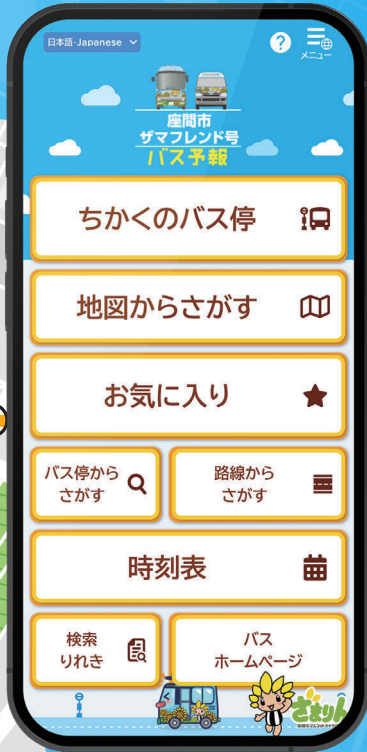 日本語-Japanese
?
メニュー
座間市
ザマフレンド号
バス予報
ちかくのバス停
地図からさがす
お気に入り
バス停から
さがす
路線から
さがす
時刻表
検索
りれき
バス
ホームページ
ざまりん